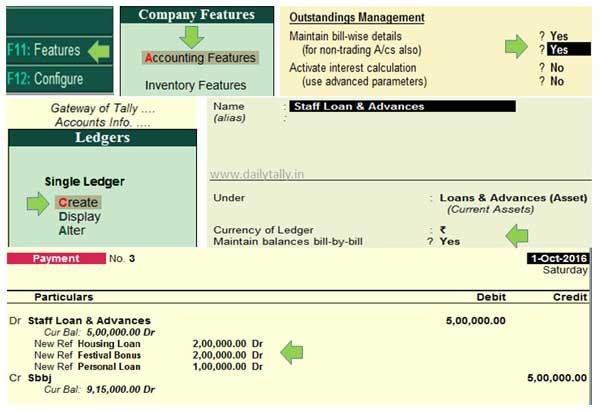 F11: Features
F12: Configure
Company Features
Accounting Features
Inventory Features
Outstandings Management
Maintain bill-wise details ? Yes
(for non-trading A/cs also) ? Yes
Activate interest calculation ? No
(use advanced parameters) ? No
Gateway of Tally ....
Accounts Info. ....
Ledgers
Single Ledger
Create
Display
Alter
Name : Staff Loan & Advances
(alias) :
www.dailytally.in
Under : Loans & Advances (Asset)
(Current Assets)
Currency of Ledger : ₹
Maintain balances bill-by-bill ? Yes
Payment No. 3 1-Oct-2016
Saturday
Particulars Debit Credit
Dr Staff Loan & Advances 5,00,000.00
Cur Bal: 5,00,000.00 Dr
New Ref Housing Loan 2,00,000.00 Dr
New Ref Festival Bonus 2,00,000.00 Dr
New Ref Personal Loan 1,00,000.00 Dr
Cr Sbbj 5,00,000.00
Cur Bal: 9,15,000.00 Dr